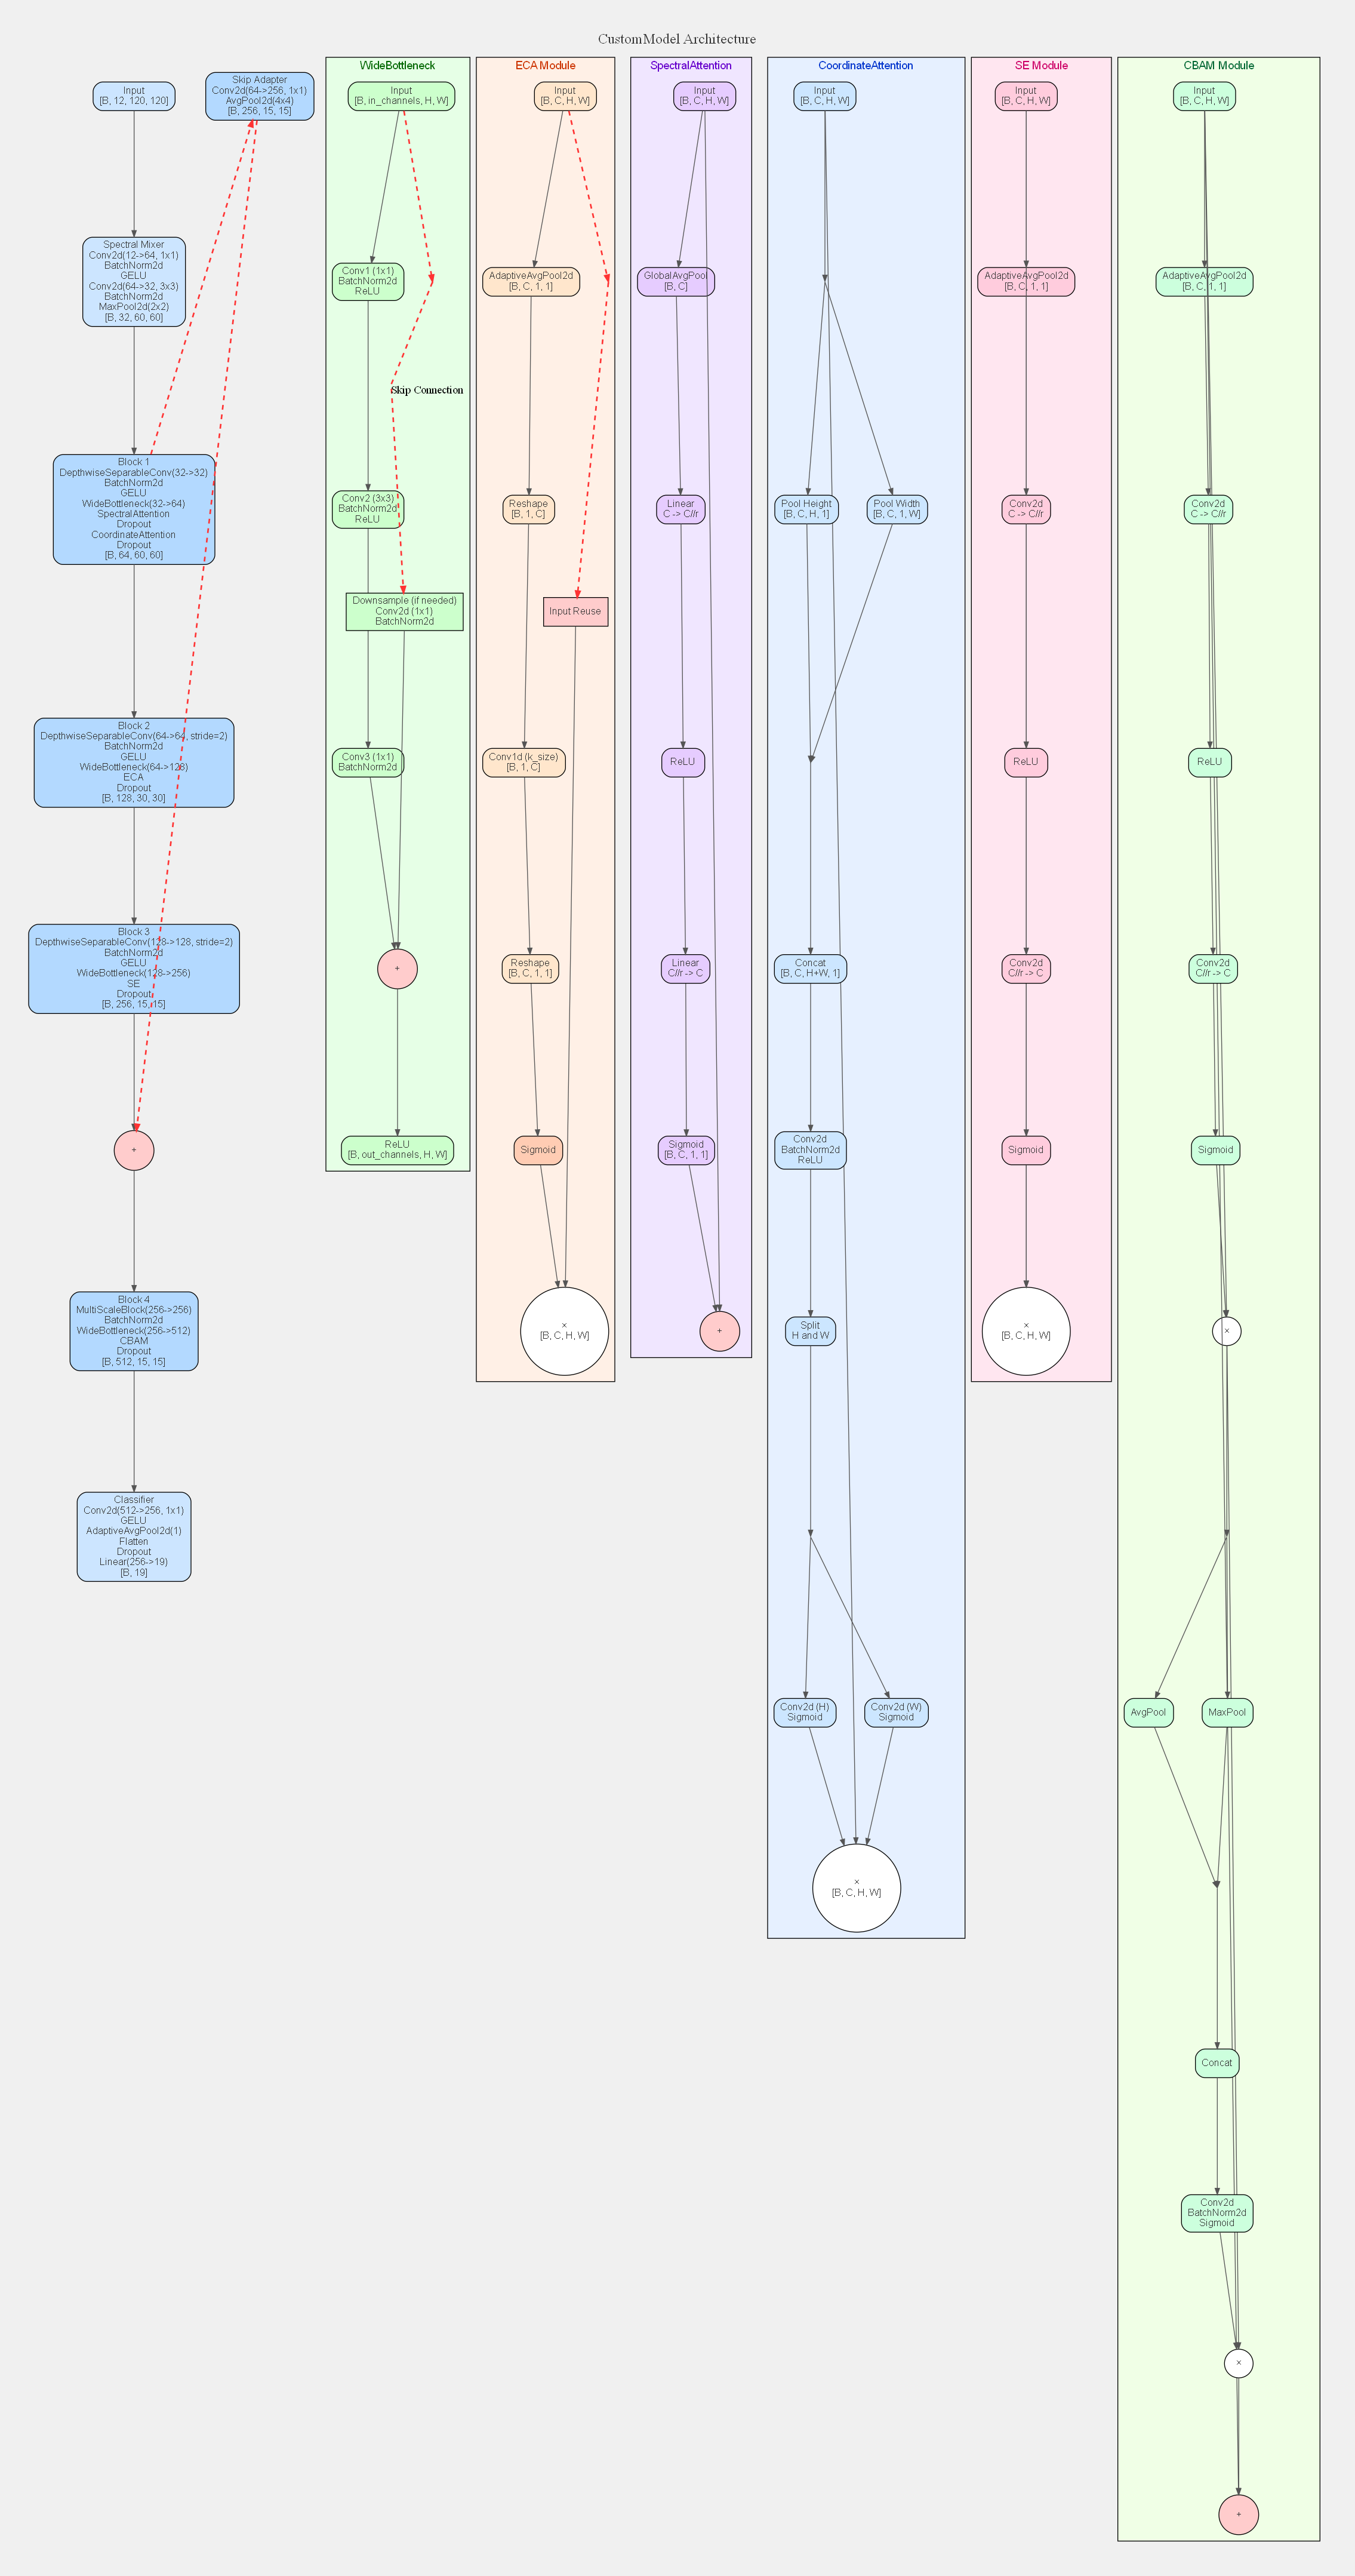 CustomModel Architecture
Input
[B, 12, 120, 120]
Skip Adapter
Conv2d(64->256, 1x1)
AvgPool2d(4x4)
[B, 256, 15, 15]
Spectral Mixer
Conv2d(12->64, 1x1)
BatchNorm2d
GELU
Conv2d(64->32, 3x3)
BatchNorm2d
MaxPool2d(2x2)
[B, 32, 60, 60]
Block 1
DepthwiseSeparableConv(32->32)
BatchNorm2d
GELU
WideBottleneck(32->64)
SpectralAttention
Dropout
CoordinateAttention
Dropout
[B, 64, 60, 60]
Block 2
DepthwiseSeparableConv(64->64, stride=2)
BatchNorm2d
GELU
WideBottleneck(64->128)
ECA
Dropout
[B, 128, 30, 30]
Block 3
DepthwiseSeparableConv(128->128, stride=2)
BatchNorm2d
GELU
WideBottleneck(128->256)
SE
Dropout
[B, 256, 15, 15]
+
Block 4
MultiScaleBlock(256->256)
BatchNorm2d
WideBottleneck(256->512)
CBAM
Dropout
[B, 512, 15, 15]
Classifier
Conv2d(512->256, 1x1)
GELU
AdaptiveAvgPool2d(1)
Flatten
Dropout
Linear(256->19)
[B, 19]
WideBottleneck
Input
[B, in_channels, H, W]
Conv1 (1x1)
BatchNorm2d
ReLU
Skip Connection
Conv2 (3x3)
BatchNorm2d
ReLU
Downsample (if needed)
Conv2d (1x1)
BatchNorm2d
Conv3 (1x1)
BatchNorm2d
+
ReLU
[B, out_channels, H, W]
ECA Module
Input
[B, C, H, W]
AdaptiveAvgPool2d
[B, C, 1, 1]
Reshape
[B, 1, C]
Input Reuse
Conv1d (k_size)
[B, 1, C]
Reshape
[B, C, 1, 1]
Sigmoid
×
[B, C, H, W]
SpectralAttention
Input
[B, C, H, W]
GlobalAvgPool
[B, C]
Linear
C -> C//r
ReLU
Linear
C//r -> C
Sigmoid
[B, C, 1, 1]
+
CoordinateAttention
Input
[B, C, H, W]
Pool Height
[B, C, H, 1]
Pool Width
[B, C, 1, W]
Concat
[B, C, H+W, 1]
Conv2d
BatchNorm2d
ReLU
Split
H and W
Conv2d (H)
Sigmoid
Conv2d (W)
Sigmoid
×
[B, C, H, W]
SE Module
Input
[B, C, H, W]
AdaptiveAvgPool2d
[B, C, 1, 1]
Conv2d
C -> C//r
ReLU
Conv2d
C//r -> C
Sigmoid
×
[B, C, H, W]
CBAM Module
Input
[B, C, H, W]
AdaptiveAvgPool2d
[B, C, 1, 1]
Conv2d
C -> C//r
ReLU
Conv2d
C//r -> C
Sigmoid
×
AvgPool
MaxPool
Concat
Conv2d
BatchNorm2d
Sigmoid
×
+